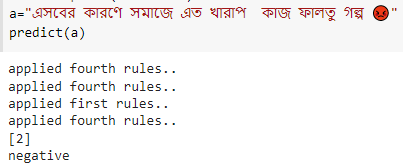 a="এসবের কারণে সমাজে এত খারাপ  কাজ ফালতু গল্প 😡"
predict(a)
applied fourth rules..
applied fourth rules..
applied first rules..
applied fourth rules..
[2]
negative